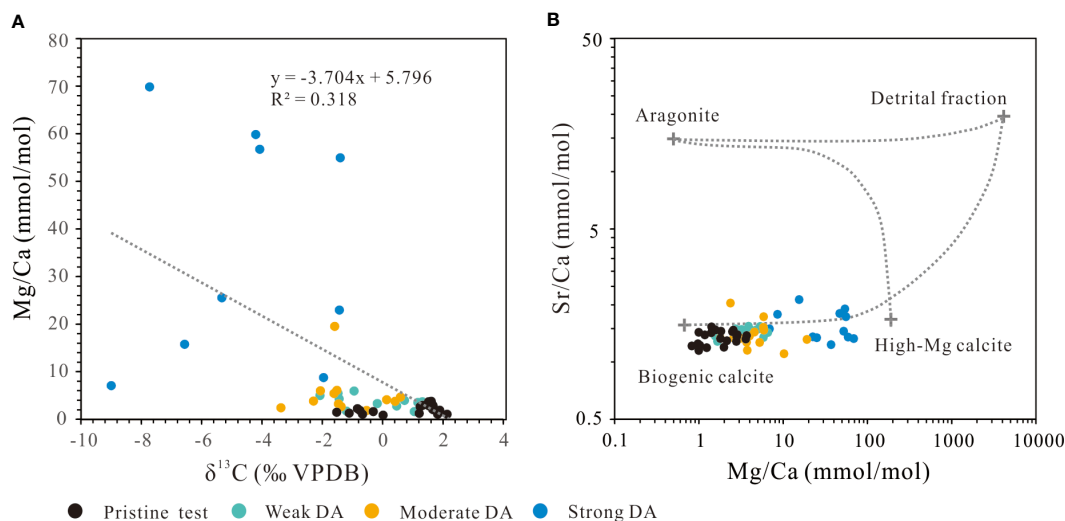 A
B
80
70
60
50
40
30
20
10
0
-10
-8
-6
-4
-2
0
2
4
Mg/Ca (mmol/mol)
δ¹³C (‰ VPDB)
y = -3.704x + 5.796
R² = 0.318
50
5
0.5
0.1
1
10
100
1000
10000
Sr/Ca (mmol/mol)
Mg/Ca (mmol/mol)
Aragonite
Detrital fraction
High-Mg calcite
Biogenic calcite
Pristine test
Weak DA
Moderate DA
Strong DA